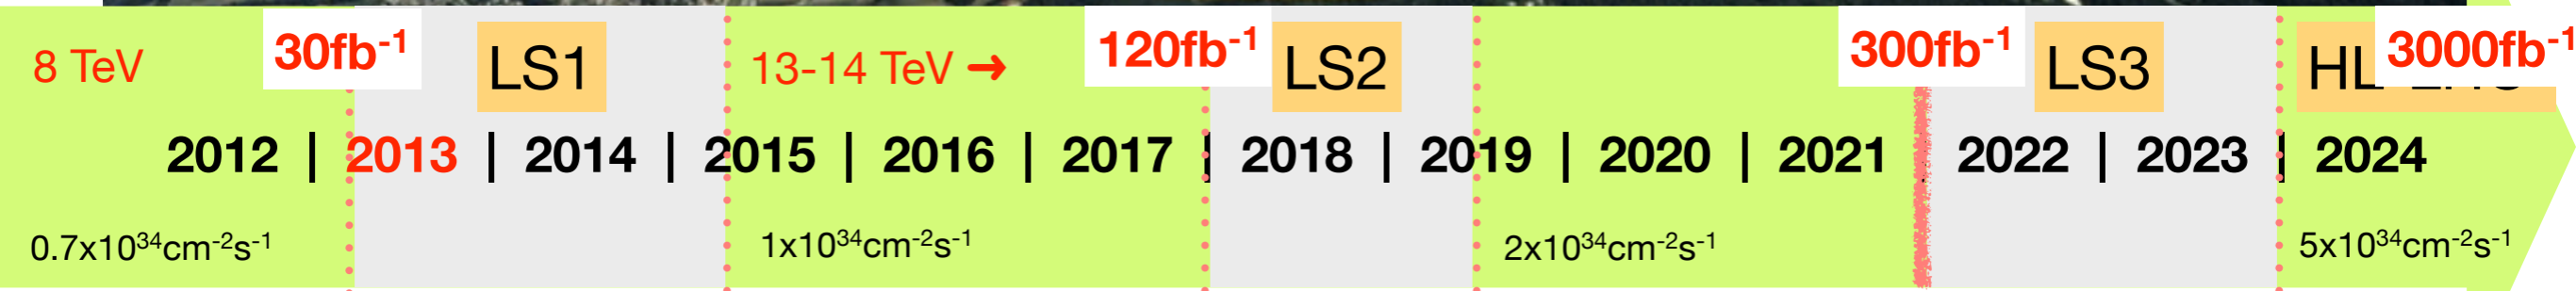 8 TeV 30fb⁻¹ LS1 13-14 TeV → 120fb⁻¹ LS2 300fb⁻¹ LS3 HL 3000fb⁻¹
2012 | 2013 | 2014 | 2015 | 2016 | 2017 | 2018 | 2019 | 2020 | 2021 | 2022 | 2023 | 2024
0.7x10³⁴cm⁻²s⁻¹ 1x10³⁴cm⁻²s⁻¹ 2x10³⁴cm⁻²s⁻¹ 5x10³⁴cm⁻²s⁻¹